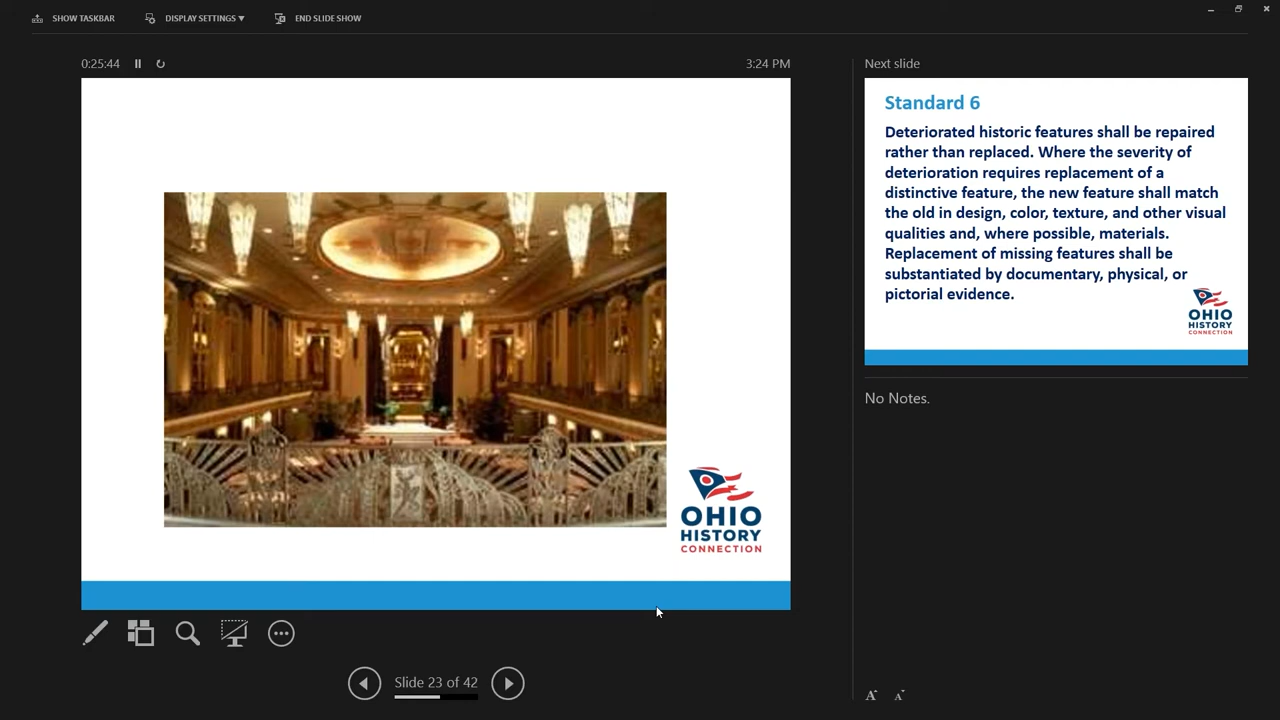 SHOW TASKBAR
DISPLAY SETTINGS ▼
END SLIDE SHOW
0:25:44
3:24 PM
OHIO
HISTORY
CONNECTION
Slide 23 of 42
Next slide
Standard 6
Deteriorated historic features shall be repaired
rather than replaced. Where the severity of
deterioration requires replacement of a
distinctive feature, the new feature shall match
the old in design, color, texture, and other visual
qualities and, where possible, materials.
Replacement of missing features shall be
substantiated by documentary, physical, or
pictorial evidence.
OHIO
HISTORY
CONNECTION
No Notes.
A
A